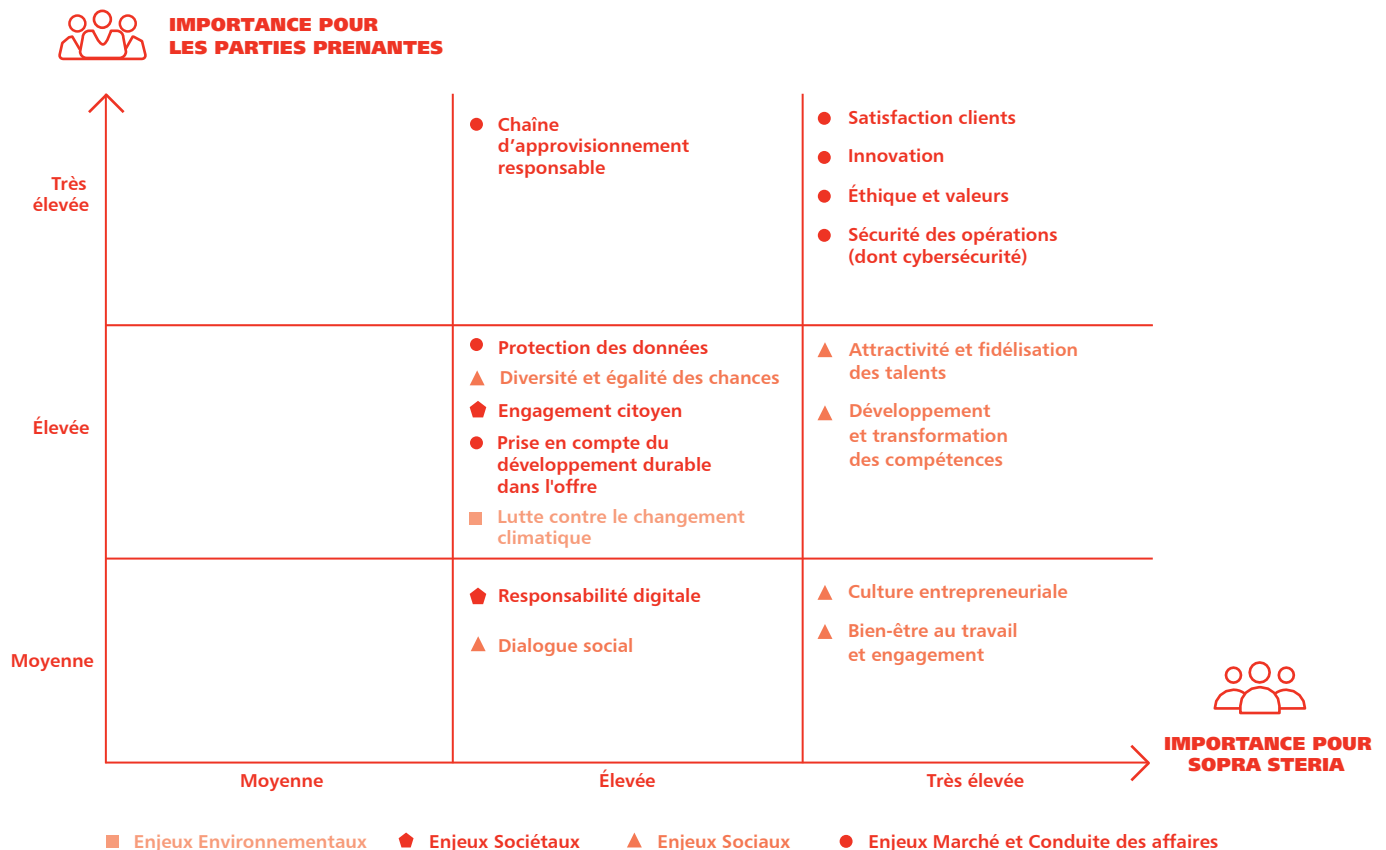 IMPORTANCE POUR
LES PARTIES PRENANTES
Très
élevée
Chaîne
d’approvisionnement
responsable
Satisfaction clients
Innovation
Éthique et valeurs
Sécurité des opérations
(dont cybersécurité)
Élevée
Protection des données
Diversité et égalité des chances
Engagement citoyen
Prise en compte du
développement durable
dans l'offre
Lutte contre le changement
climatique
Attractivité et fidélisation
des talents
Développement
et transformation
des compétences
Moyenne
Responsabilité digitale
Dialogue social
Culture entrepreneuriale
Bien-être au travail
et engagement
IMPORTANCE POUR
SOPRA STERIA
Moyenne
Élevée
Très élevée
Enjeux Environnementaux
Enjeux Sociétaux
Enjeux Sociaux
Enjeux Marché et Conduite des affaires